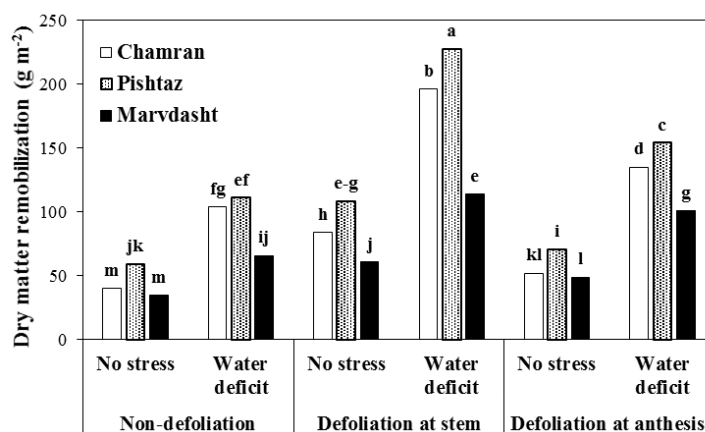 Dry matter remobilization (g m⁻²)
250
200
150
100
50
0
Chamran
Pishtaz
Marvdasht
m
jk
m
fg
ef
ij
h
e-g
j
b
a
e
kl
i
l
d
c
g
No stress
Water
deficit
No stress
Water
deficit
No stress
Water
deficit
Non-defoliation
Defoliation at stem
Defoliation at anthesis